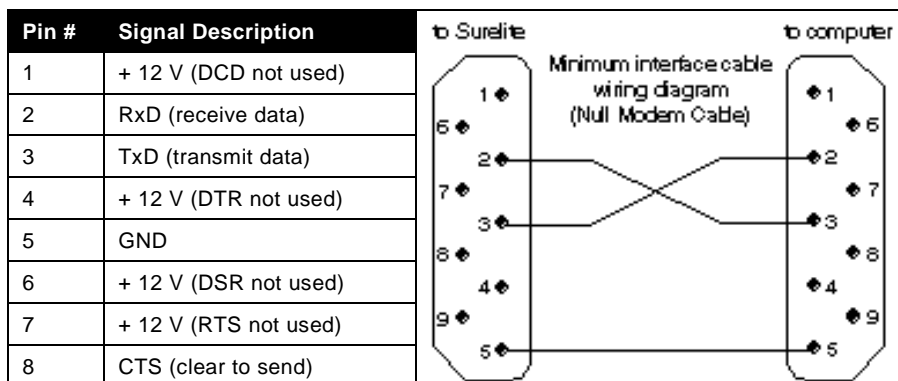 Pin # Signal Description
1 + 12 V (DCD not used)
2 RxD (receive data)
3 TxD (transmit data)
4 + 12 V (DTR not used)
5 GND
6 + 12 V (DSR not used)
7 + 12 V (RTS not used)
8 CTS (clear to send)
to Surelite
to computer
Minimum interface cable
wiring diagram
(Null Modem Cable)
1
6
2
7
3
8
4
9
5
1
6
2
7
3
8
4
9
5